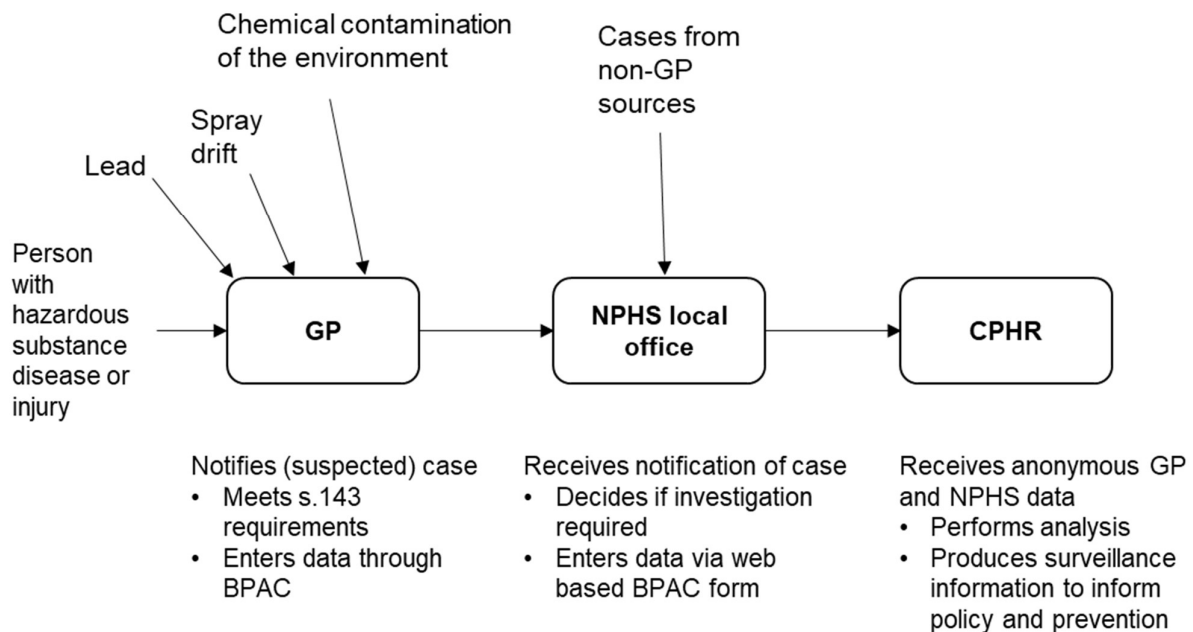 Chemical contamination
of the environment
Cases from
non-GP
sources
Spray
drift
Lead
Person
with
hazardous
substance
disease or
injury
GP
NPHS local
office
CPHR
Notifies (suspected) case
• Meets s.143
requirements
• Enters data through
BPAC
Receives notification of case
• Decides if investigation
required
• Enters data via web
based BPAC form
Receives anonymous GP
and NPHS data
• Performs analysis
• Produces surveillance
information to inform
policy and prevention